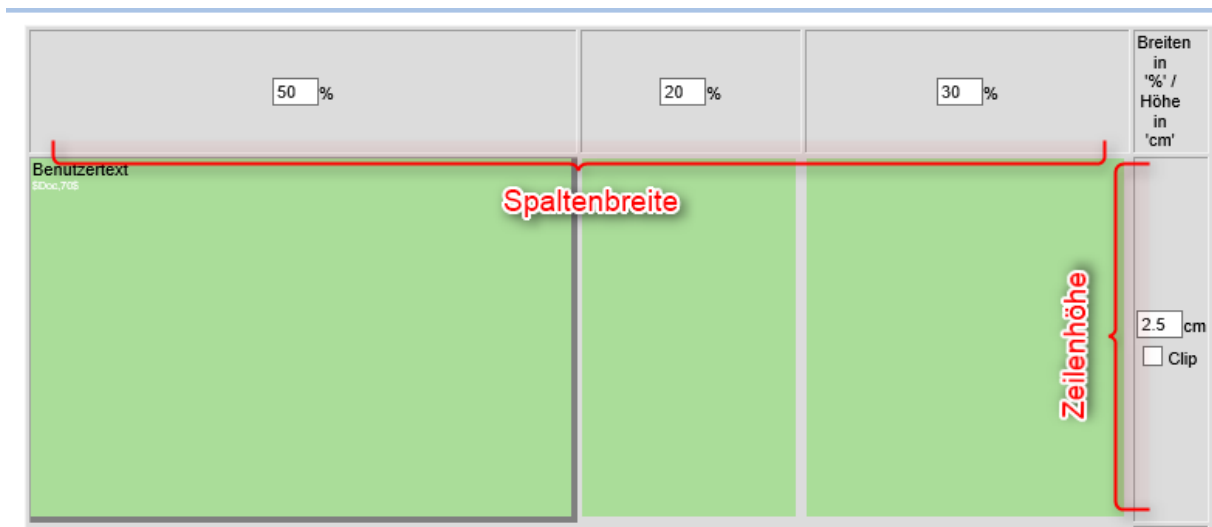 50 %
20 %
30 %
Breiten
in
'%' /
Höhe
in
'cm'
Benutzertext
$Doc,70$
Spaltenbreite
Zeilenhöhe
2.5 cm
Clip